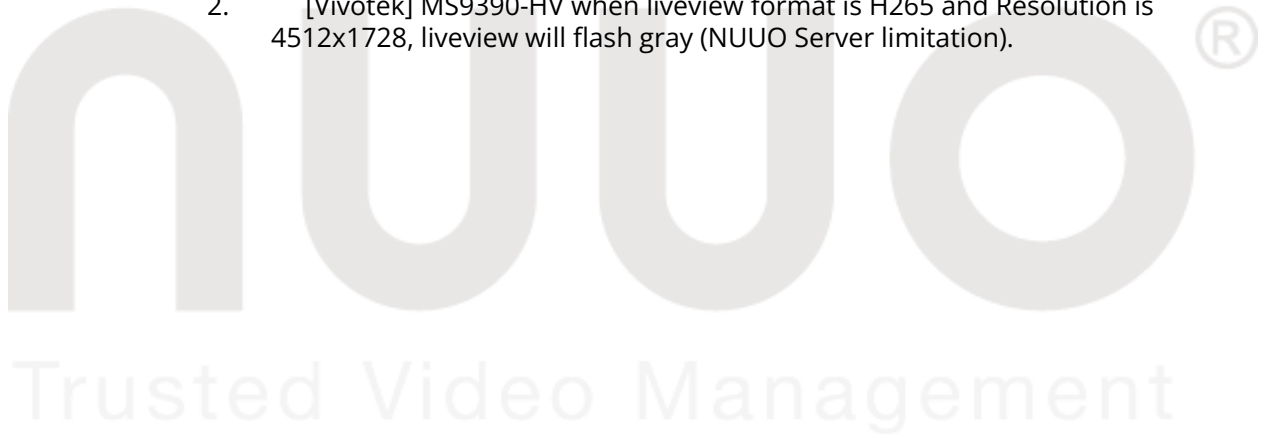 2. [Vivotek] MS9390-HV when liveview format is H265 and Resolution is
4512x1728, liveview will flash gray (NUUO Server limitation).
nuuo®
Trusted Video Management